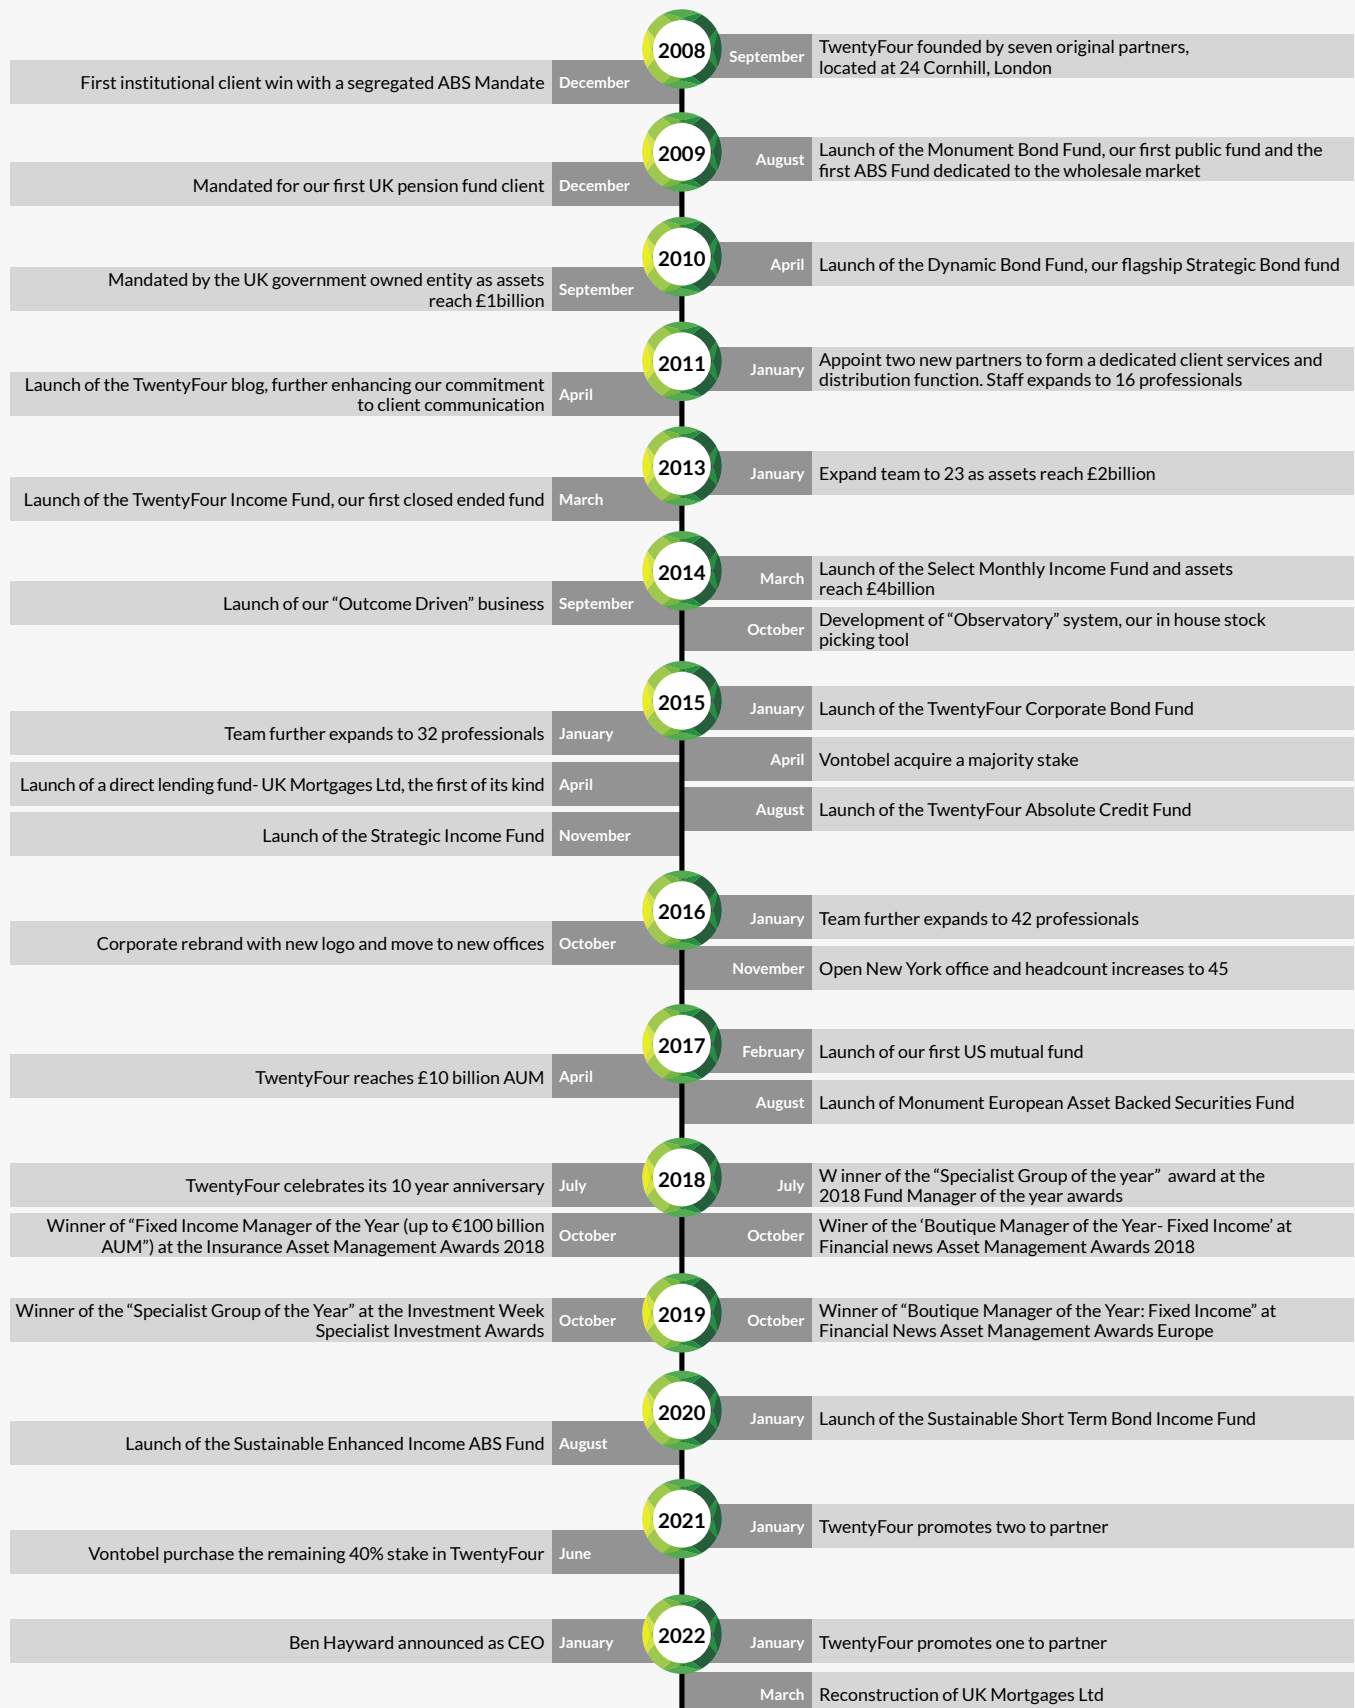 2008
September
TwentyFour founded by seven original partners,
located at 24 Cornhill, London
First institutional client win with a segregated ABS Mandate
December
2009
August
Launch of the Monument Bond Fund, our first public fund and the
first ABS Fund dedicated to the wholesale market
Mandated for our first UK pension fund client
December
2010
April
Launch of the Dynamic Bond Fund, our flagship Strategic Bond fund
Mandated by the UK government owned entity as assets
reach £1billion
September
2011
January
Appoint two new partners to form a dedicated client services and
distribution function. Staff expands to 16 professionals
Launch of the TwentyFour blog, further enhancing our commitment
to client communication
April
2013
January
Expand team to 23 as assets reach £2billion
Launch of the TwentyFour Income Fund, our first closed ended fund
March
2014
March
Launch of the Select Monthly Income Fund and assets
reach £4billion
Launch of our “Outcome Driven” business
September
October
Development of “Observatory” system, our in house stock
picking tool
2015
January
Launch of the TwentyFour Corporate Bond Fund
Team further expands to 32 professionals
January
April
Vontobel acquire a majority stake
Launch of a direct lending fund- UK Mortgages Ltd, the first of its kind
April
August
Launch of the TwentyFour Absolute Credit Fund
Launch of the Strategic Income Fund
November
2016
January
Team further expands to 42 professionals
Corporate rebrand with new logo and move to new offices
October
November
Open New York office and headcount increases to 45
2017
February
Launch of our first US mutual fund
TwentyFour reaches £10 billion AUM
April
August
Launch of Monument European Asset Backed Securities Fund
2018
TwentyFour celebrates its 10 year anniversary
July
July
W inner of the “Specialist Group of the year”  award at the
2018 Fund Manager of the year awards
Winner of “Fixed Income Manager of the Year (up to €100 billion
AUM”) at the Insurance Asset Management Awards 2018
October
October
Winer of the ‘Boutique Manager of the Year- Fixed Income’ at
Financial news Asset Management Awards 2018
2019
Winner of the “Specialist Group of the Year” at the Investment Week
Specialist Investment Awards
October
October
Winner of “Boutique Manager of the Year: Fixed Income” at
Financial News Asset Management Awards Europe
2020
January
Launch of the Sustainable Short Term Bond Income Fund
Launch of the Sustainable Enhanced Income ABS Fund
August
2021
January
TwentyFour promotes two to partner
Vontobel purchase the remaining 40% stake in TwentyFour
June
2022
Ben Hayward announced as CEO
January
January
TwentyFour promotes one to partner
March
Reconstruction of UK Mortgages Ltd